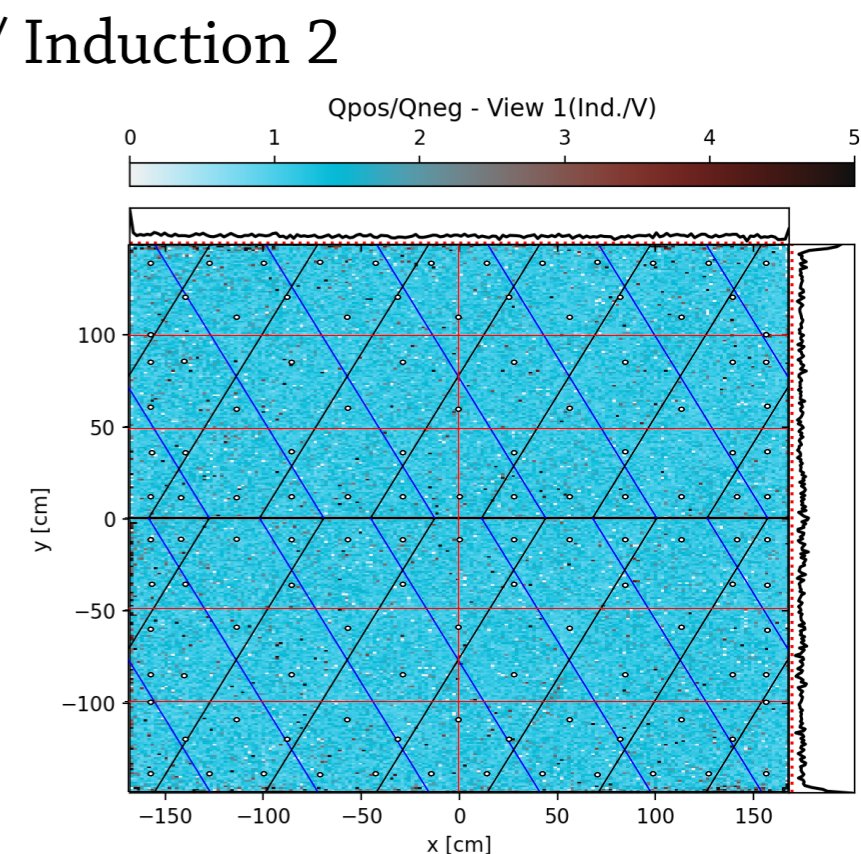 / Induction 2
Qpos/Qneg - View 1(Ind./V)
0 1 2 3 4 5
100
50
0
−50
−100
y [cm]
−150 −100 −50 0 50 100 150
x [cm]